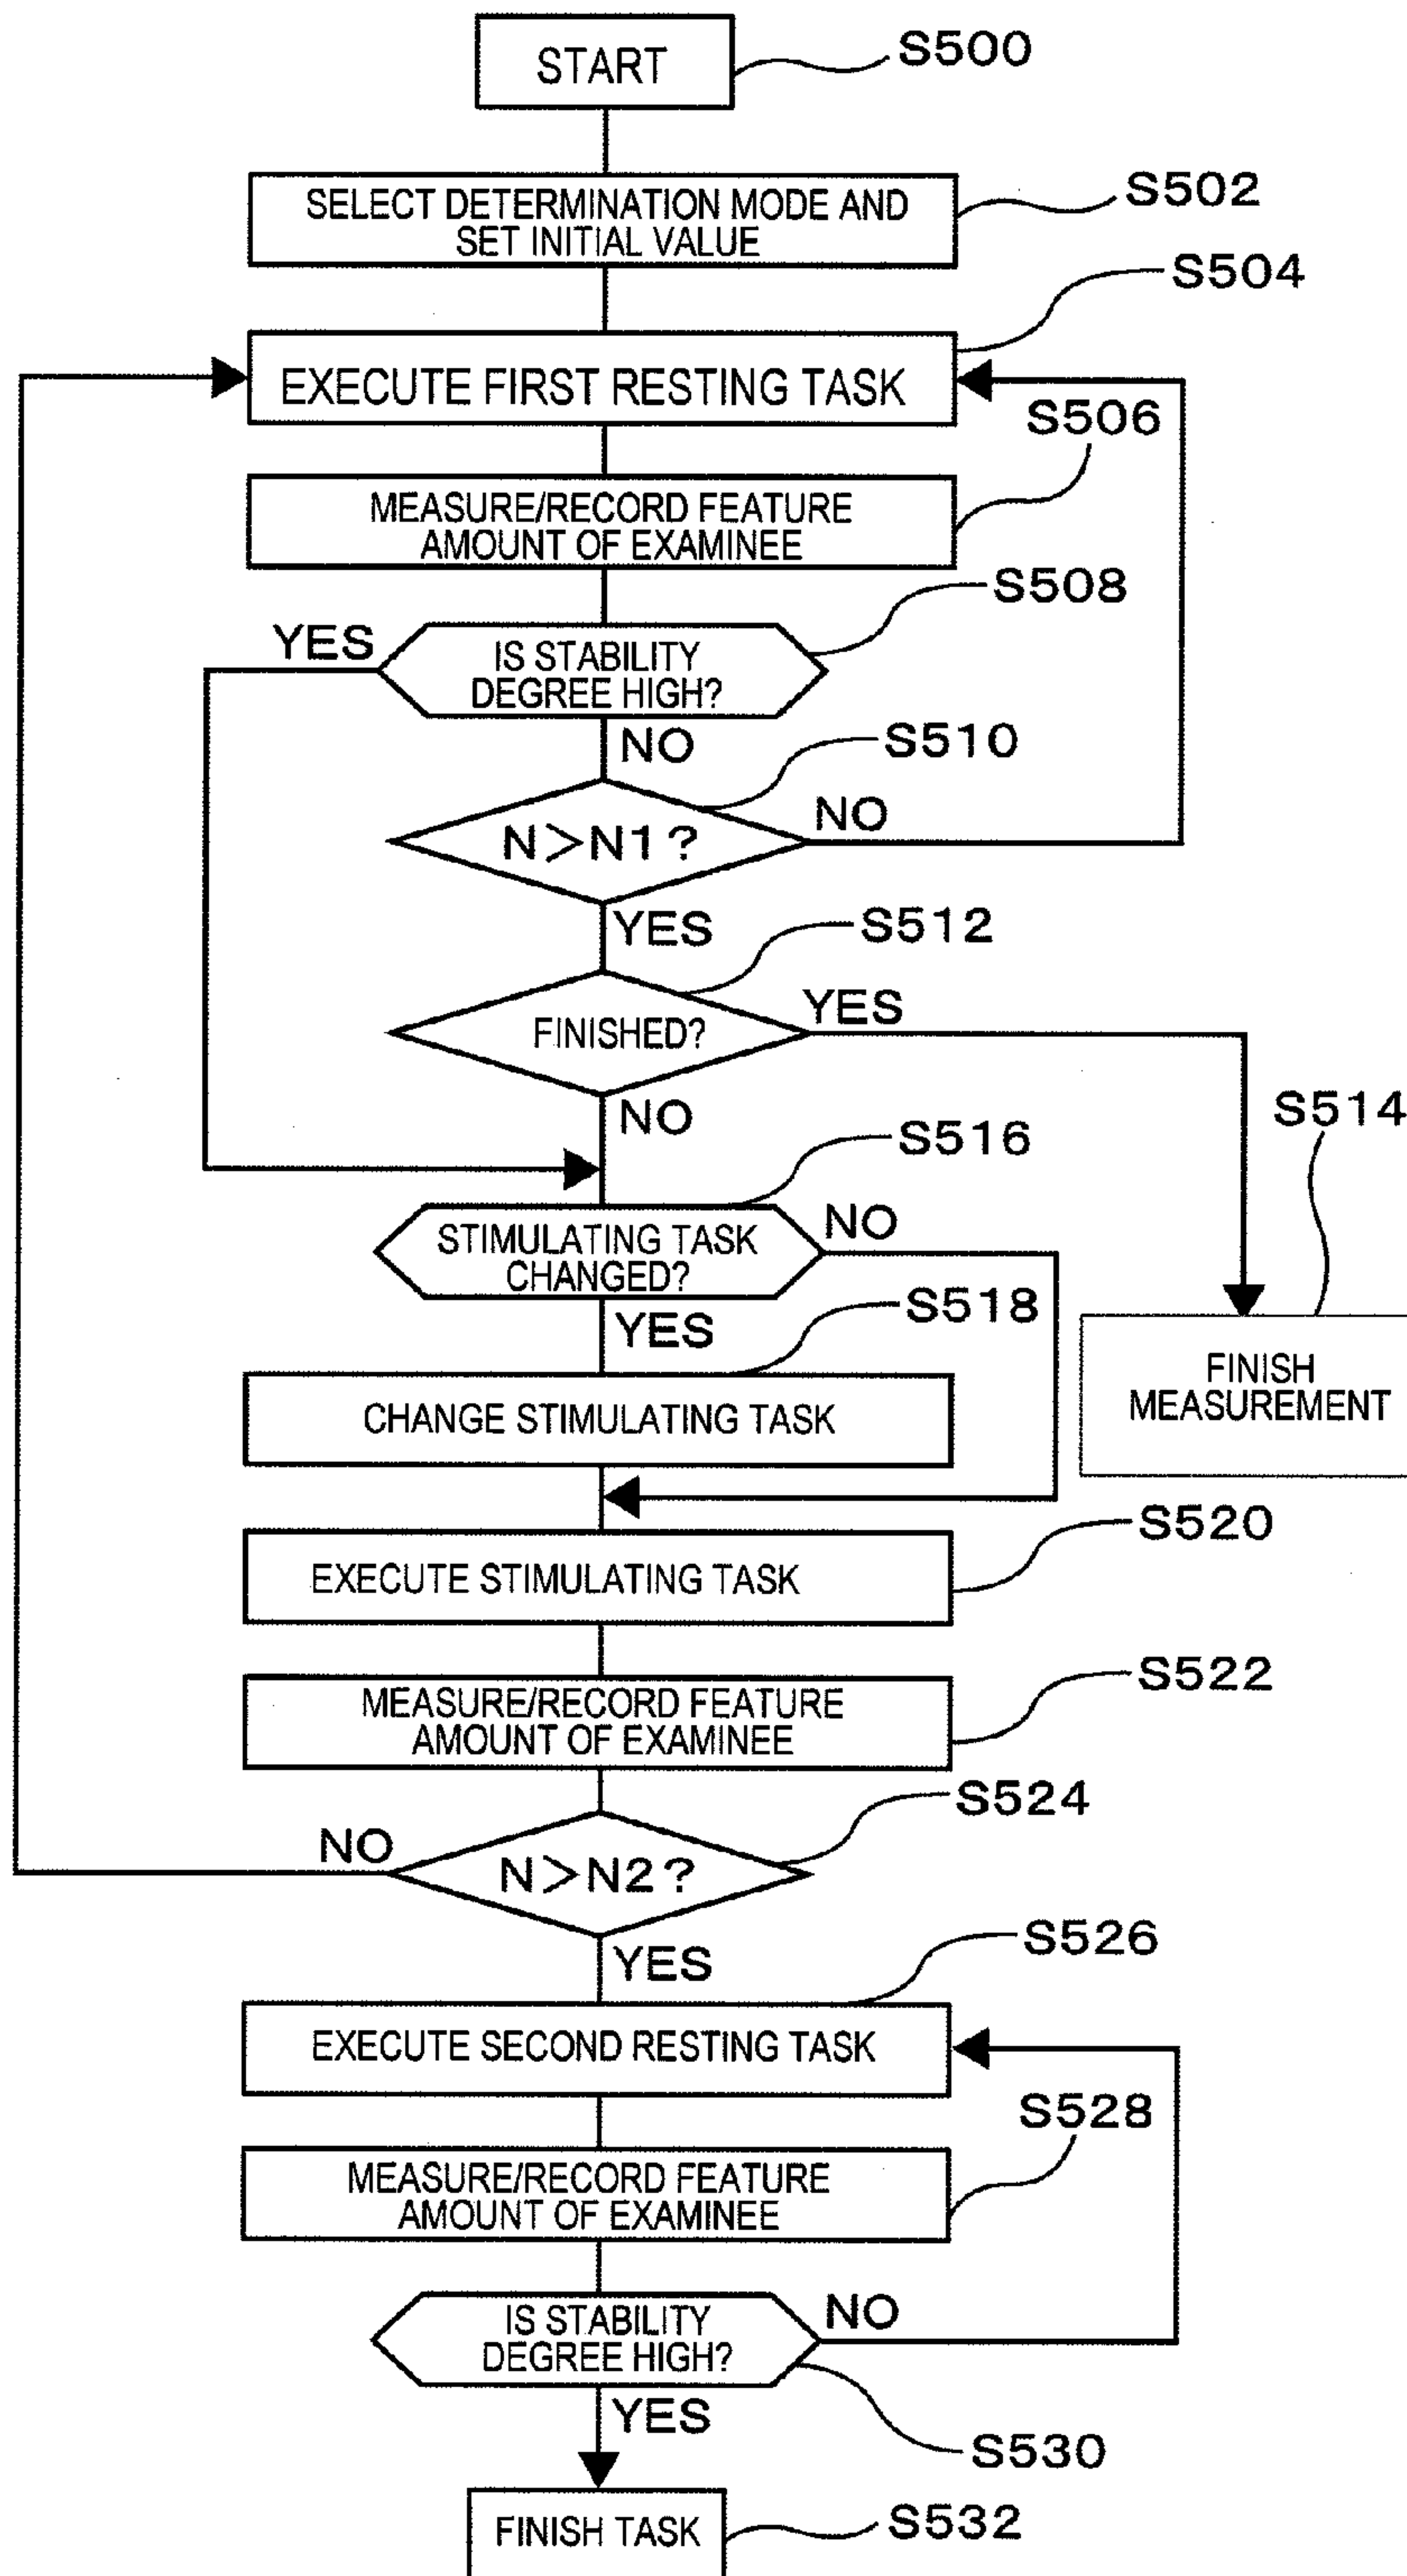 START
S500
SELECT DETERMINATION MODE AND
SET INITIAL VALUE
S502
S504
EXECUTE FIRST RESTING TASK
S506
MEASURE/RECORD FEATURE
AMOUNT OF EXAMINEE
S508
YES
IS STABILITY
DEGREE HIGH?
NO
S510
N>N1?
NO
YES
S512
FINISHED?
YES
NO
S514
S516
STIMULATING TASK
CHANGED?
NO
YES
S518
FINISH
MEASUREMENT
CHANGE STIMULATING TASK
S520
EXECUTE STIMULATING TASK
S522
MEASURE/RECORD FEATURE
AMOUNT OF EXAMINEE
S524
NO
N>N2?
YES
S526
EXECUTE SECOND RESTING TASK
S528
MEASURE/RECORD FEATURE
AMOUNT OF EXAMINEE
IS STABILITY
DEGREE HIGH?
NO
YES
S530
FINISH TASK
S532